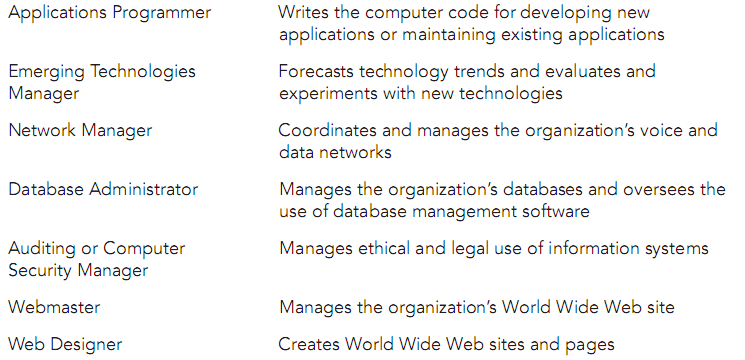 Applications Programmer Writes the computer code for developing new
applications or maintaining existing applications
Emerging Technologies Forecasts technology trends and evaluates and
Manager experiments with new technologies
Network Manager Coordinates and manages the organization's voice and
data networks
Database Administrator Manages the organization's databases and oversees the
use of database management software
Auditing or Computer Manages ethical and legal use of information systems
Security Manager
Webmaster Manages the organization's World Wide Web site
Web Designer Creates World Wide Web sites and pages